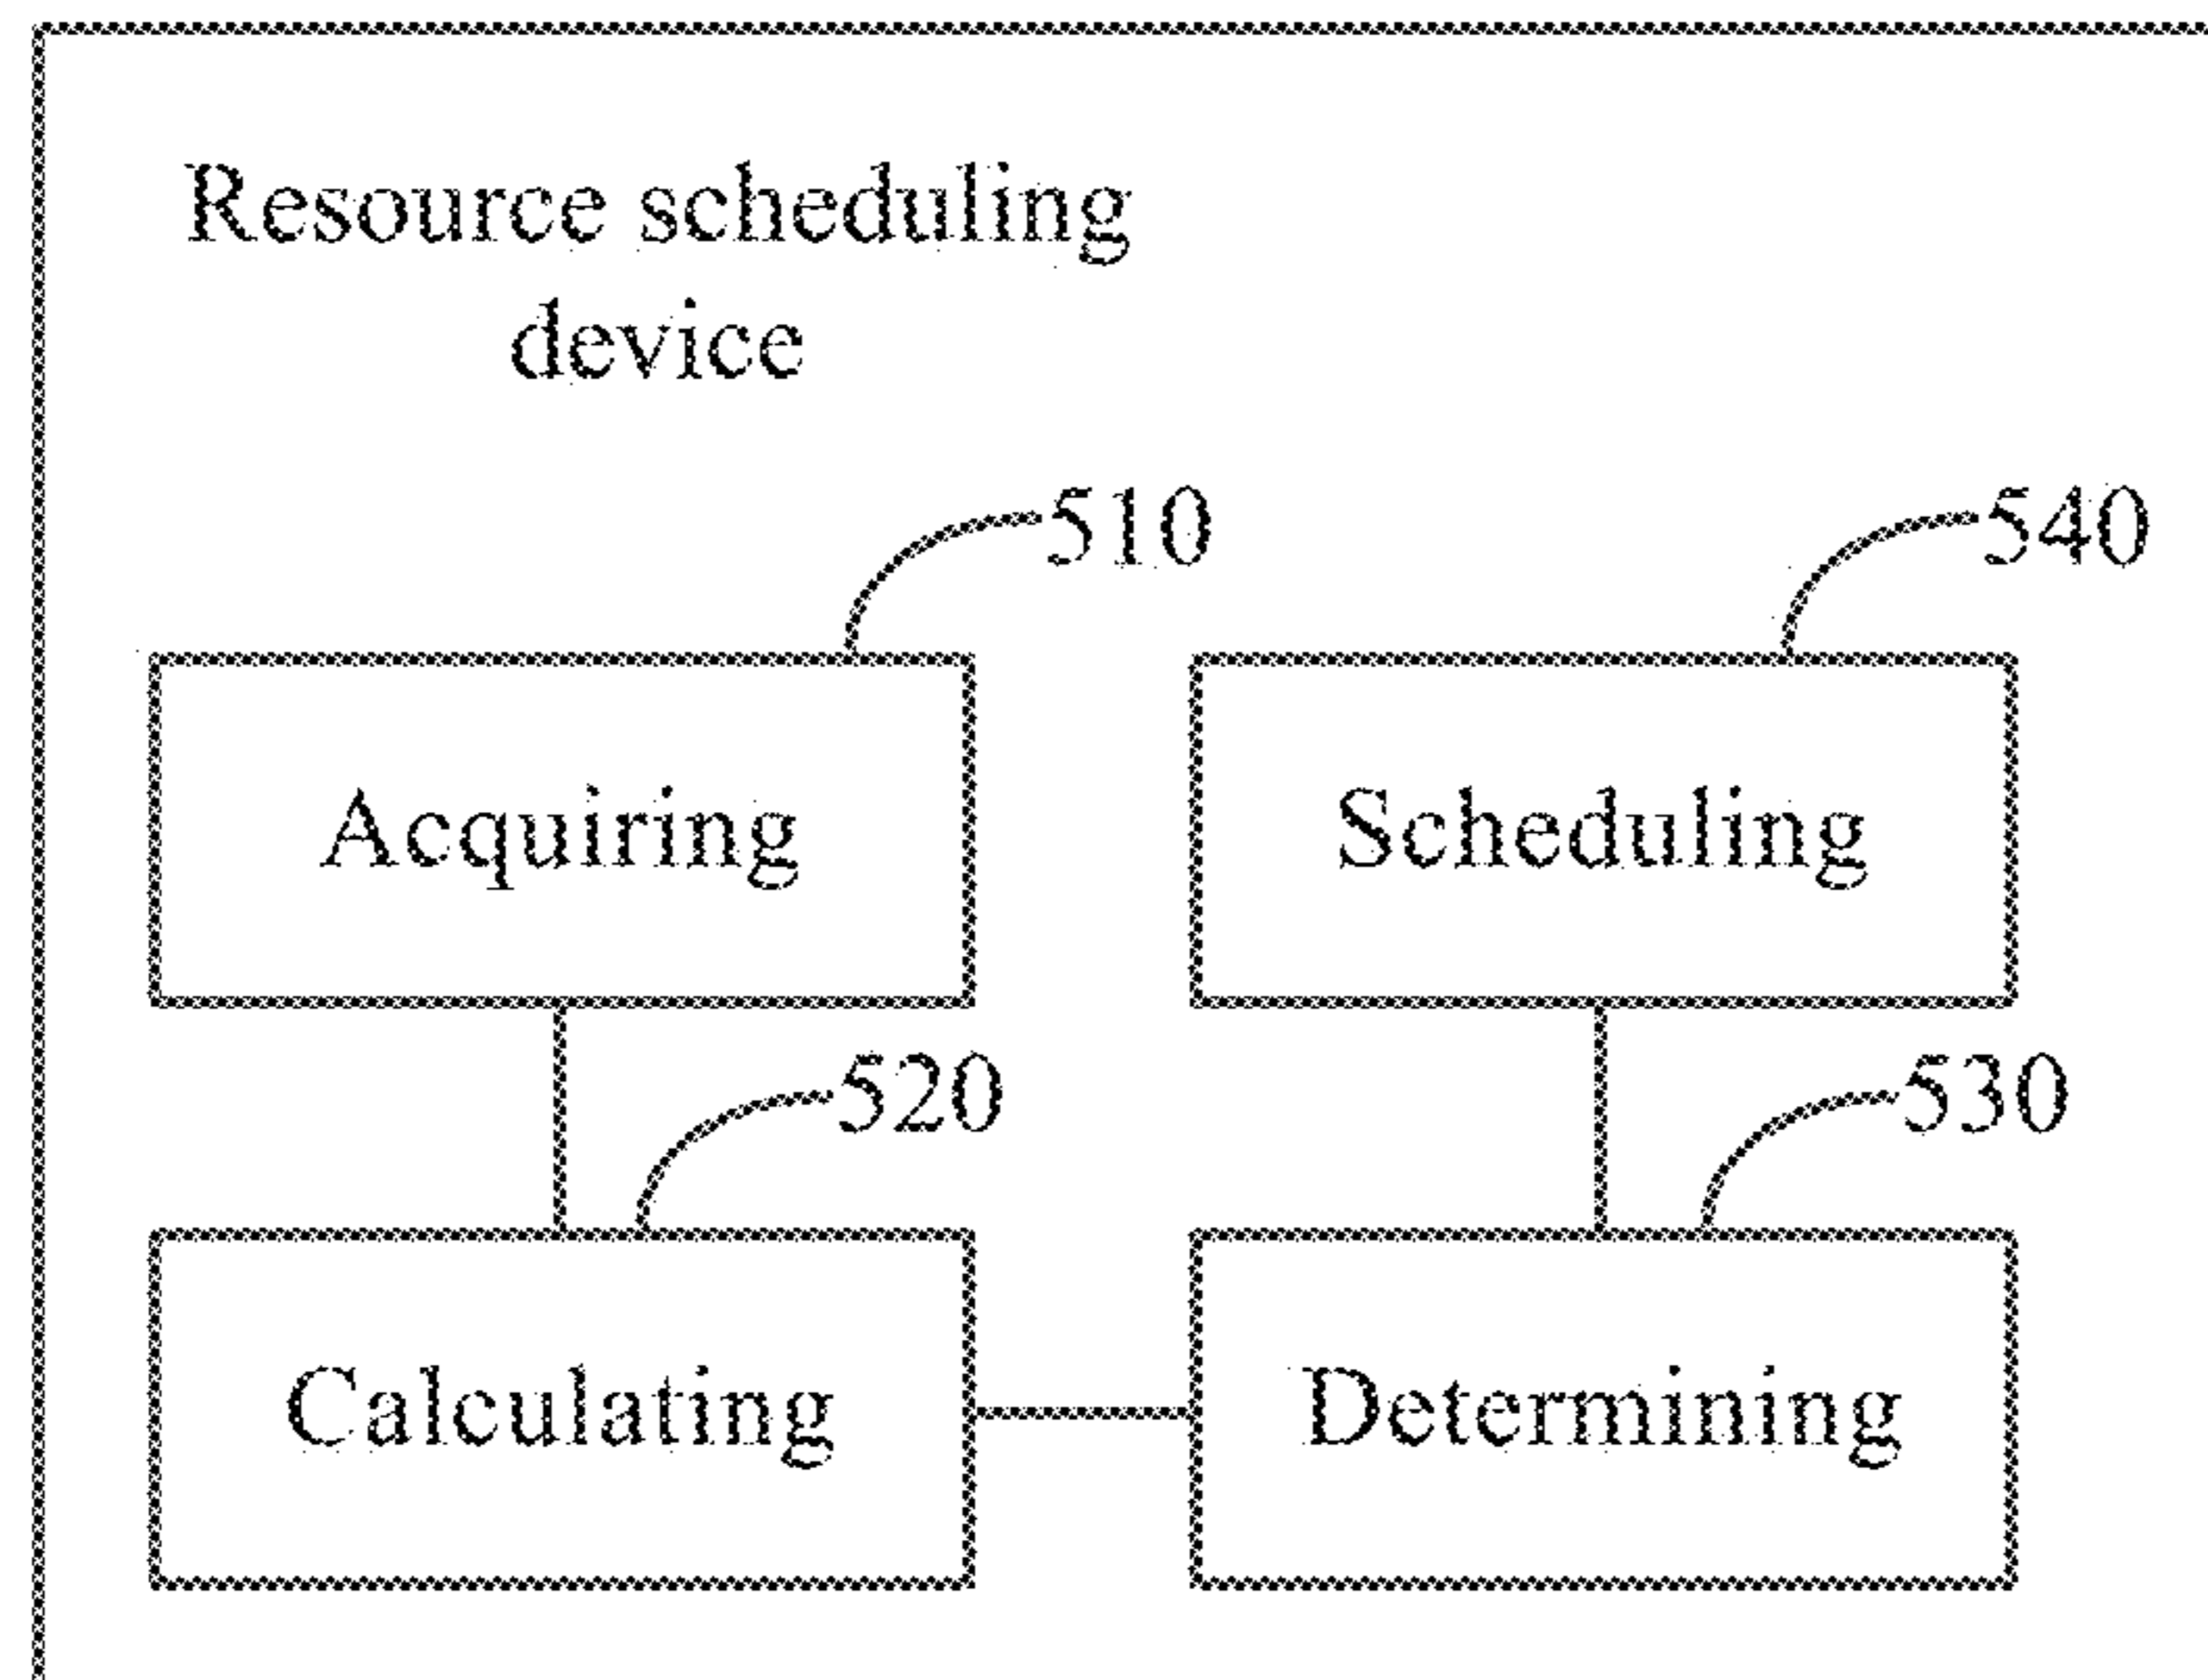 Resource scheduling
device
510
540
Acquiring
Scheduling
520
530
Calculating
Determining